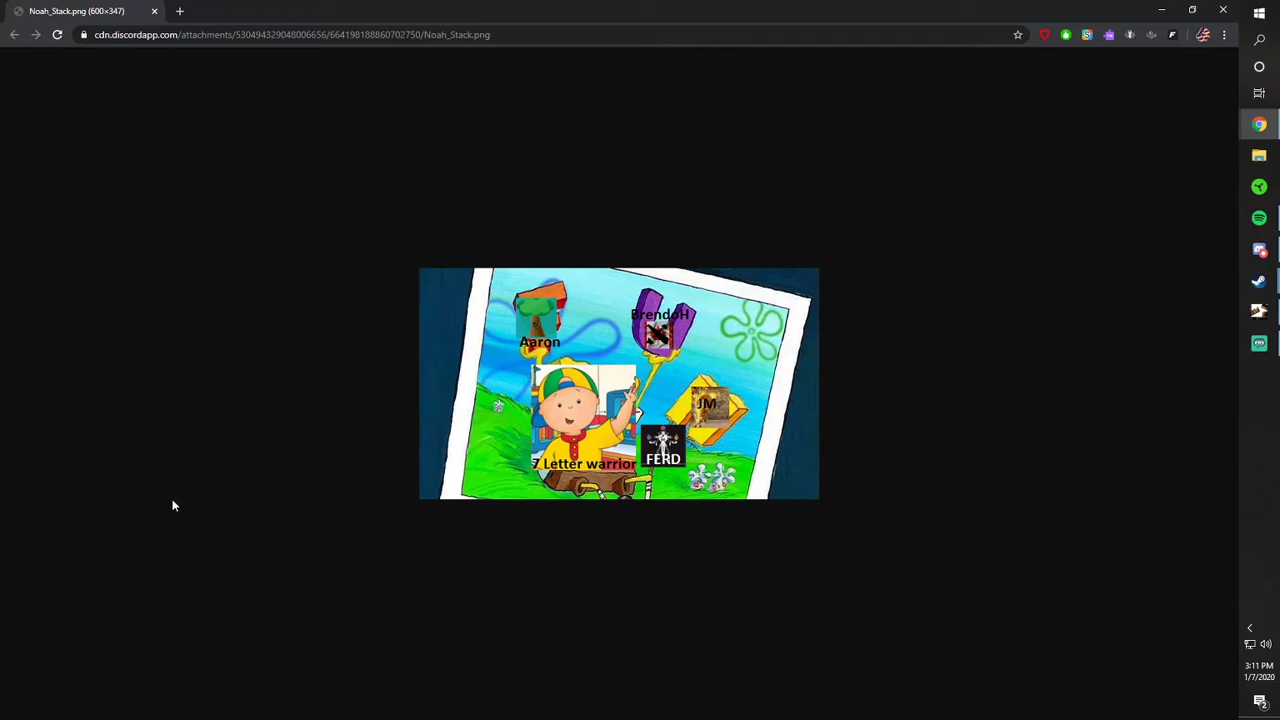 Noah_Stack.png (600×347)
cdn.discordapp.com/attachments/530494329048006656/664198188860702750/Noah_Stack.png
BrendoH
Aaron
JM
7 Letter warrior
FERD
3:11 PM
1/7/2020
2